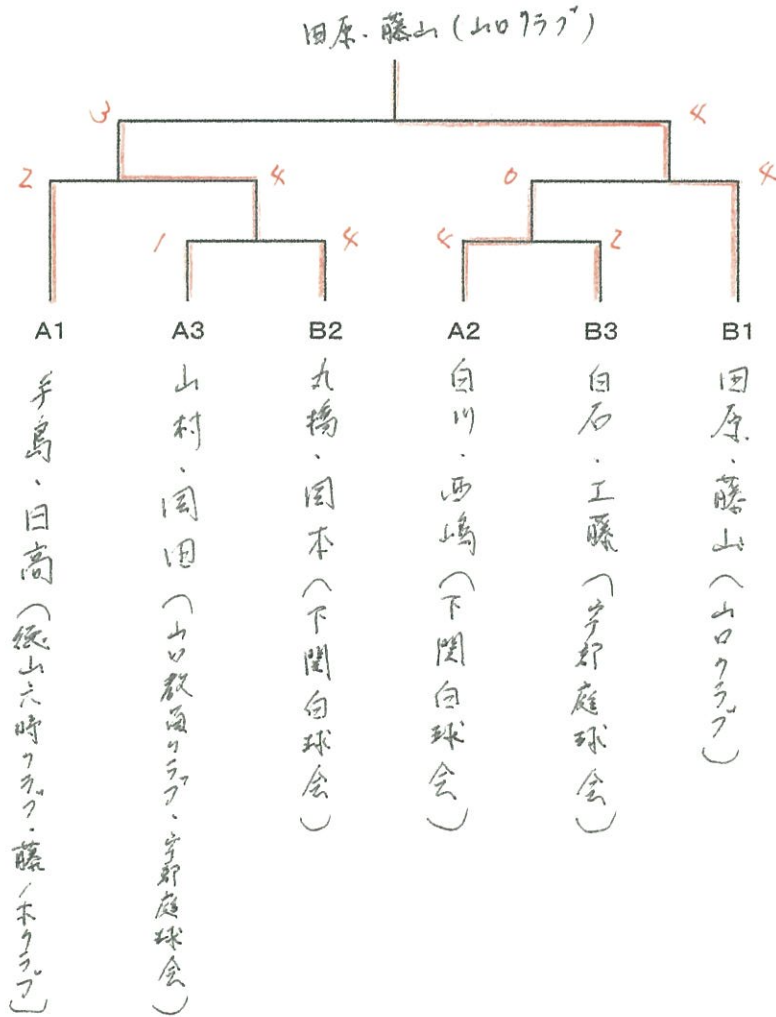 田原・藤山(山口クラブ)
3 4
2 4 0 4
1 4 4 2
A1 A3 B2 A2 B3 B1
手島・日高(徳山六時クラブ・藤ノ木クラブ)
山村・岡田(山口教員クラブ・宇部庭球会)
丸橋・岡本(下関白球会)
白川・西嶋(下関白球会)
白石・工藤(宇部庭球会)
田原・藤山(山口クラブ)